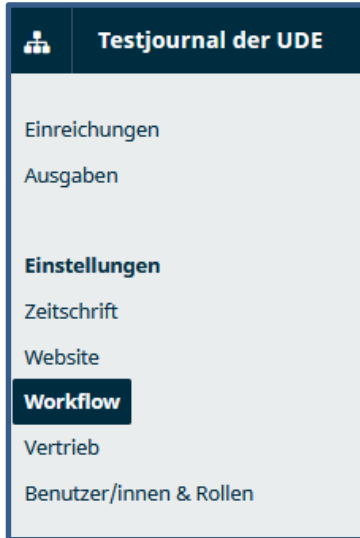 Testjournal der UDE
Einreichungen
Ausgaben
Einstellungen
Zeitschrift
Website
Workflow
Vertrieb
Benutzer/innen & Rollen